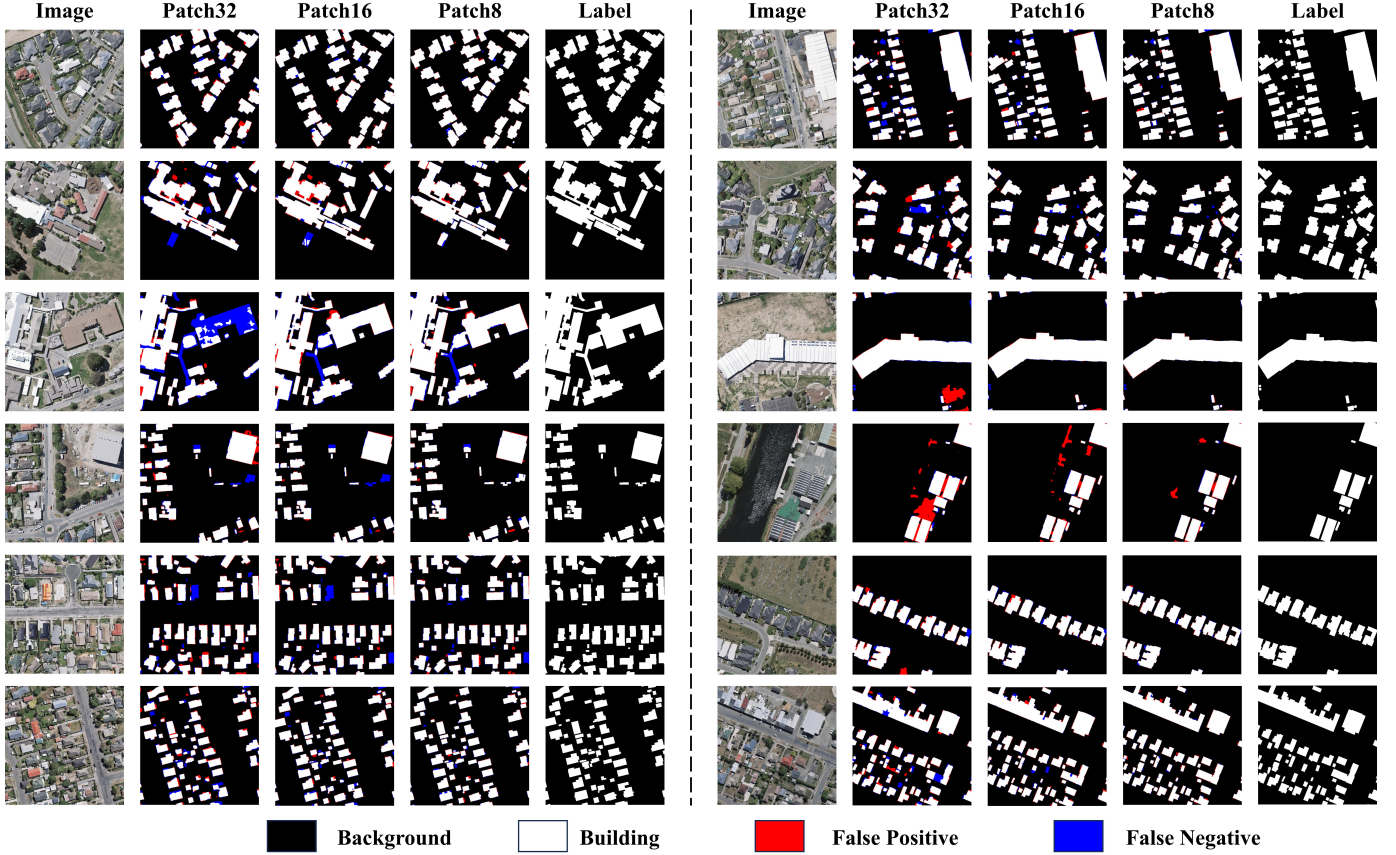 Image Patch32 Patch16 Patch8 Label Image Patch32 Patch16 Patch8 Label
Background Building False Positive False Negative